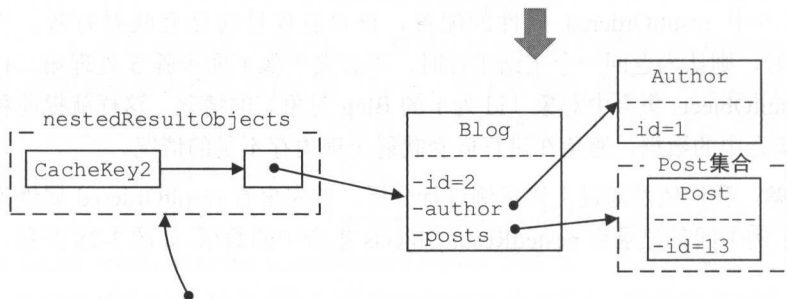 nestedResultObjects
CacheKey2
Blog
-id=2
-author
-posts
Author
-id=1
Post集合
Post
-id=13